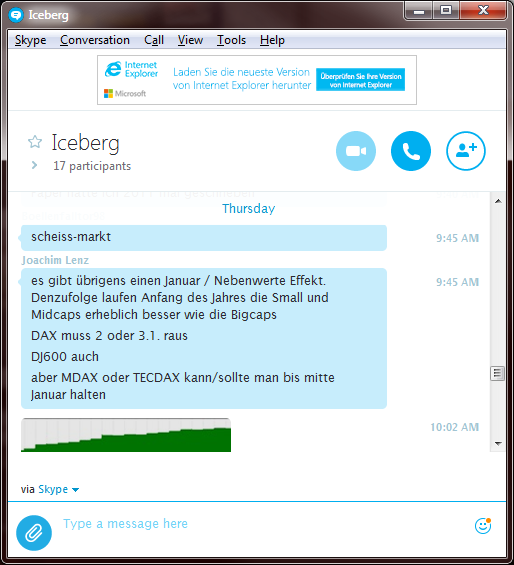 Iceberg
Skype Conversation Call View Tools Help
Internet
Explorer
Microsoft
Laden Sie die neueste Version
von Internet Explorer herunter
Überprüfen Sie Ihre Version
von Internet Explorer
Iceberg
17 participants
Thursday
scheiss-markt
9:45 AM
Joachim Lenz
es gibt übrigens einen Januar / Nebenwerte Effekt.
9:45 AM
Denzufolge laufen Anfang des Jahres die Small und
Midcaps erheblich besser wie die Bigcaps
DAX muss 2 oder 3.1. raus
DJ600 auch
aber MDAX oder TECDAX kann/sollte man bis mitte
Januar halten
10:02 AM
via Skype
Type a message here